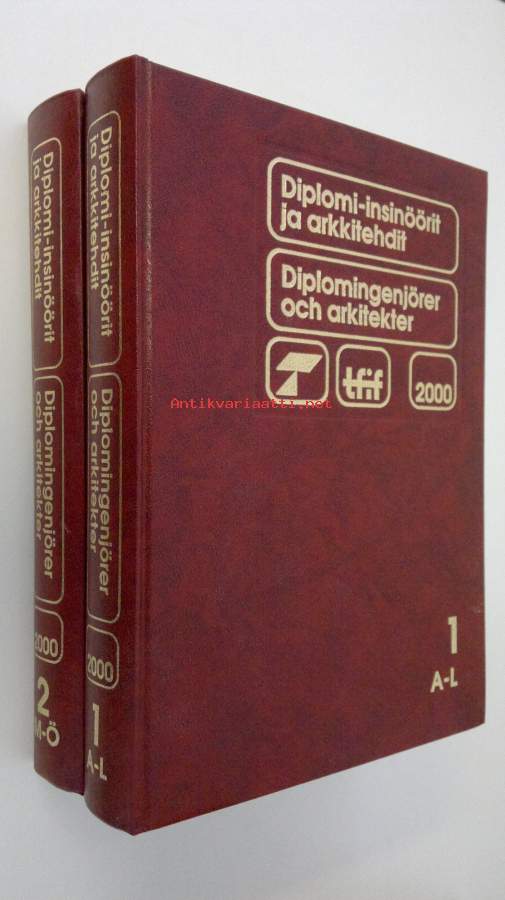 Diplomi-insinöörit
ja arkkitehdit
Diplomingenjörer
och arkitekter
2000
2
M-Ö
Diplomi-insinöörit
ja arkkitehdit
Diplomingenjörer
och arkitekter
2000
1
A-L
Diplomi-insinöörit
ja arkkitehdit
Diplomingenjörer
och arkitekter
T tfif 2000
Antikvariaatti.net
1
A-L